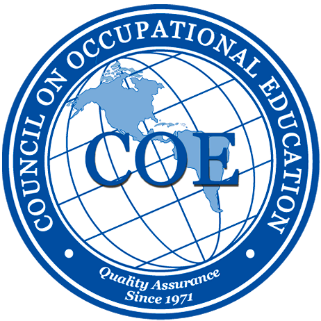 COUNCIL ON OCCUPATIONAL EDUCATION
COE
Quality Assurance
Since 1971